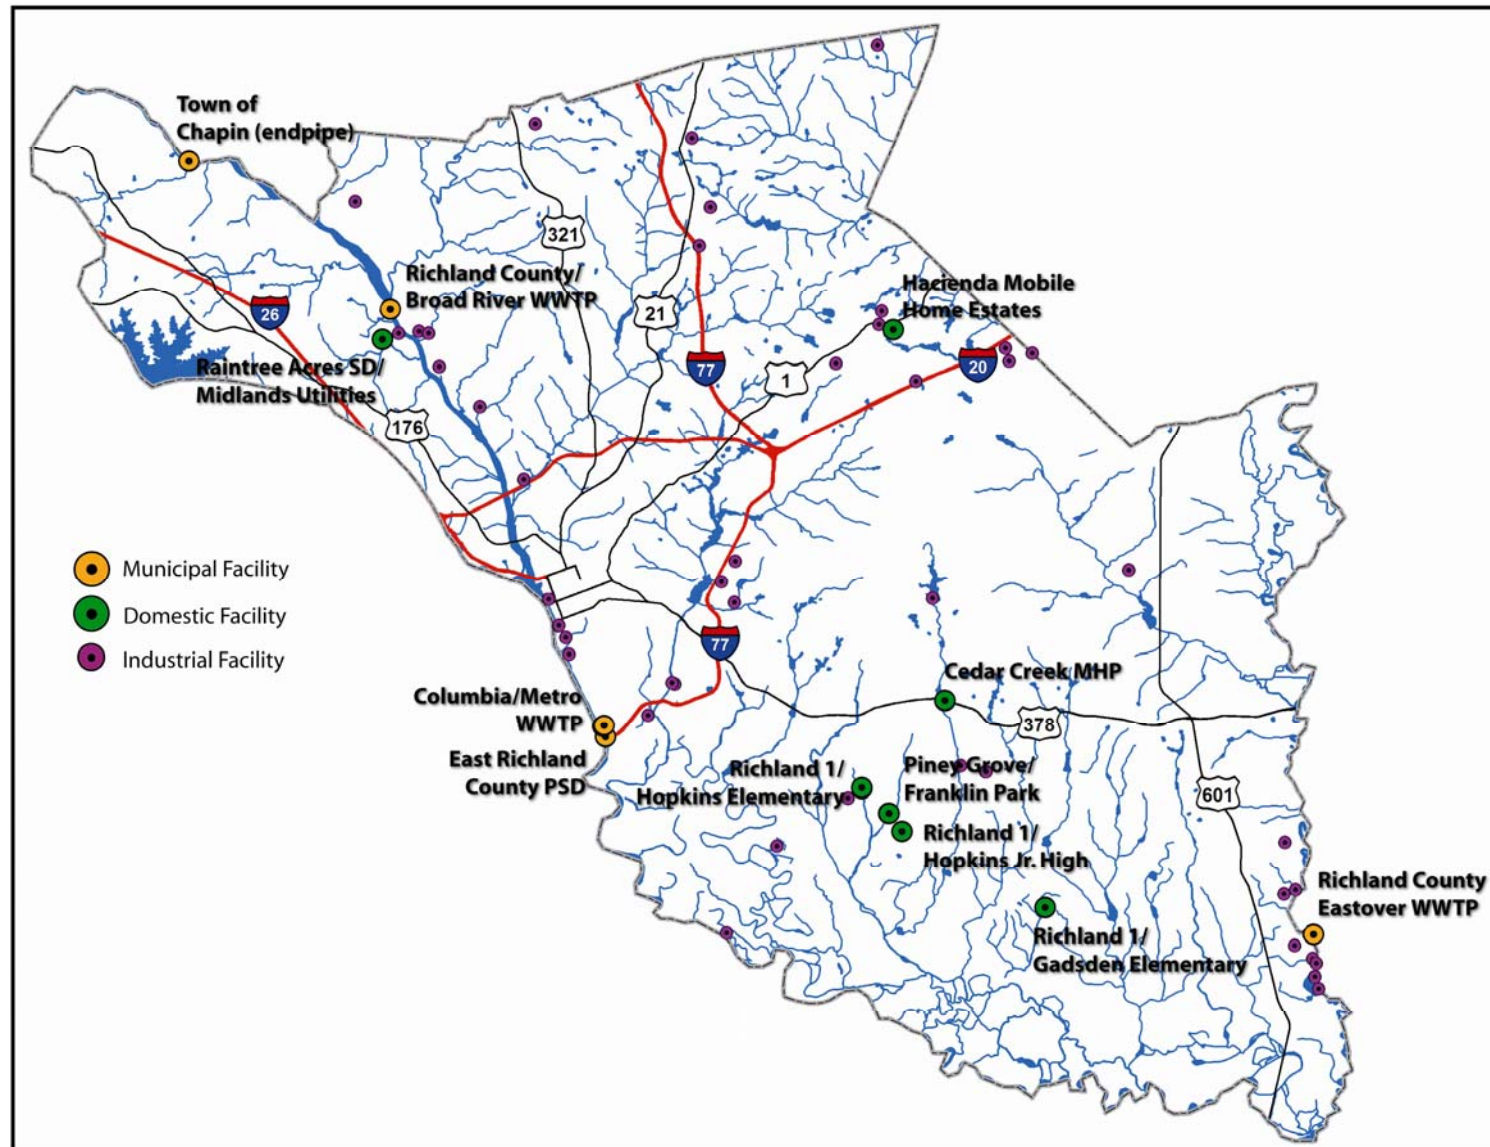 Town of
Chapin (endpipe)
321
Richland County/
Broad River WWTP
Hacienda Mobile
Home Estates
26
21
77
20
1
Raintree Acres SD/
Midlands Utilities
176
Municipal Facility
Domestic Facility
Industrial Facility
77
Cedar Creek MHP
Columbia/Metro
WWTP
378
East Richland
County PSD
Richland 1/
Hopkins Elementary
Piney Grove/
Franklin Park
601
Richland 1/
Hopkins Jr. High
Richland County
Eastover WWTP
Richland 1/
Gadsden Elementary